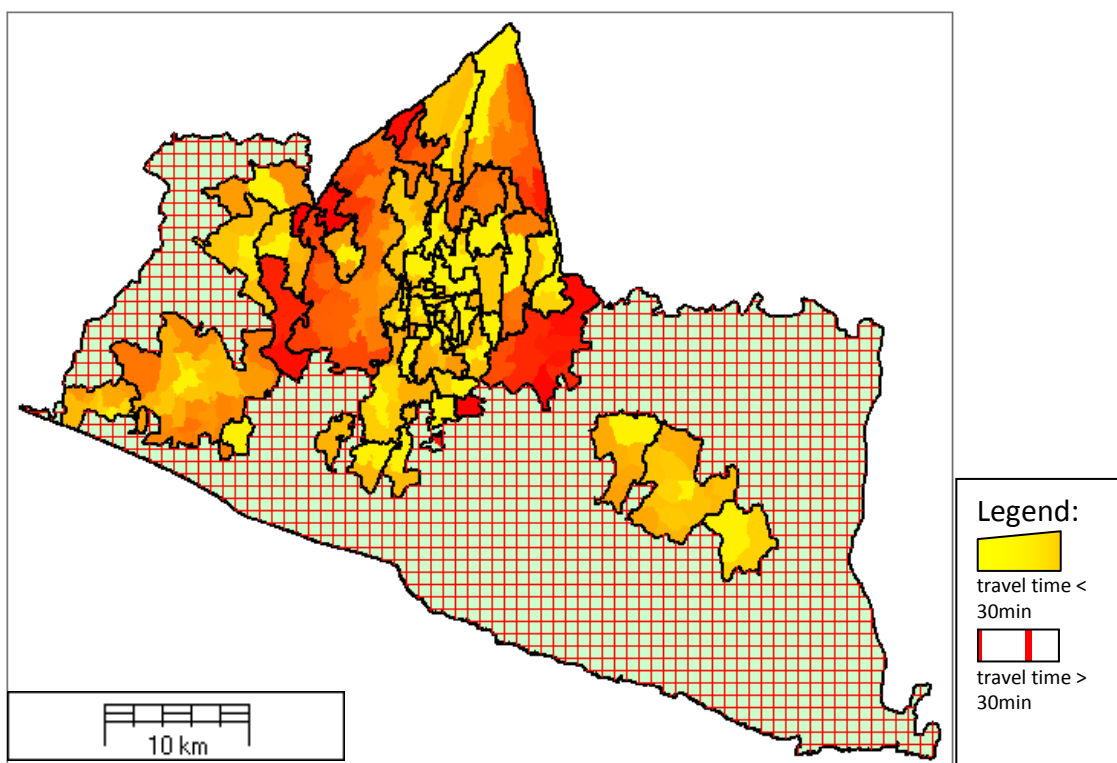 Legend:
travel time <
30min
travel time >
30min
10 km